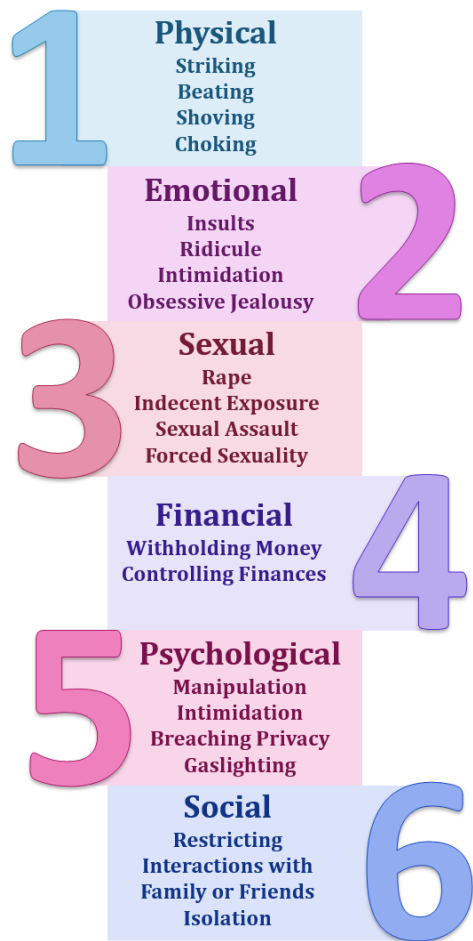 1
Physical
Striking
Beating
Shoving
Choking
2
Emotional
Insults
Ridicule
Intimidation
Obsessive Jealousy
3
Sexual
Rape
Indecent Exposure
Sexual Assault
Forced Sexuality
4
Financial
Withholding Money
Controlling Finances
5
Psychological
Manipulation
Intimidation
Breaching Privacy
Gaslighting
6
Social
Restricting
Interactions with
Family or Friends
Isolation